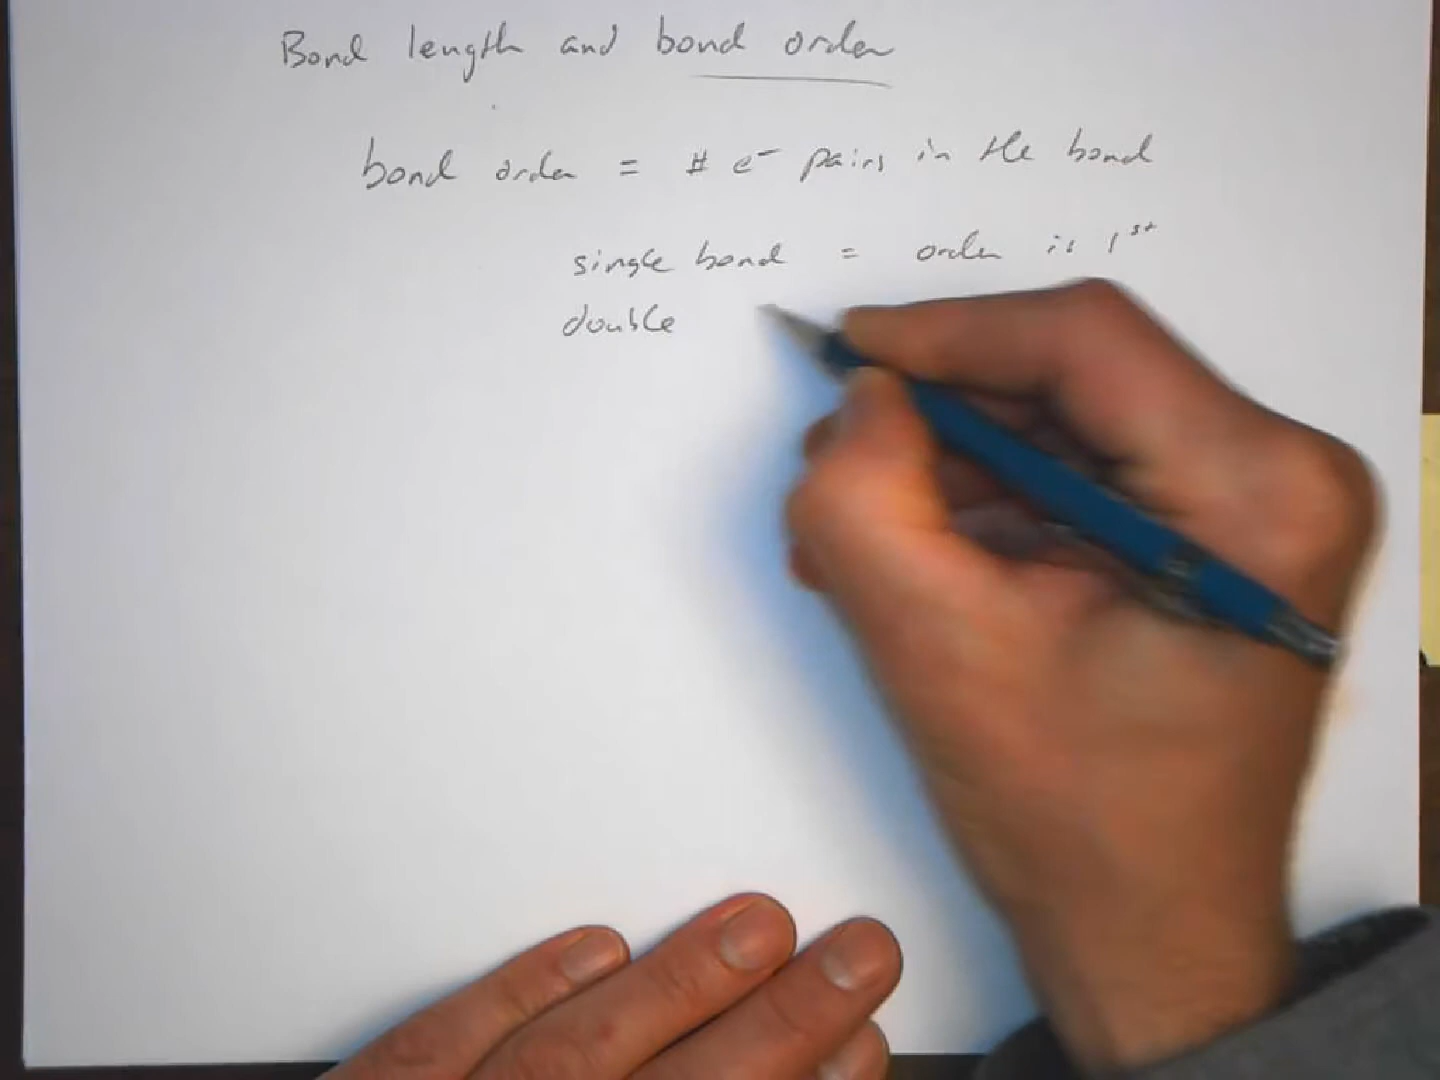 Bond length and bond order
bond order = # e⁻ pairs in the bond
single bond = order is 1ˢᵗ
double